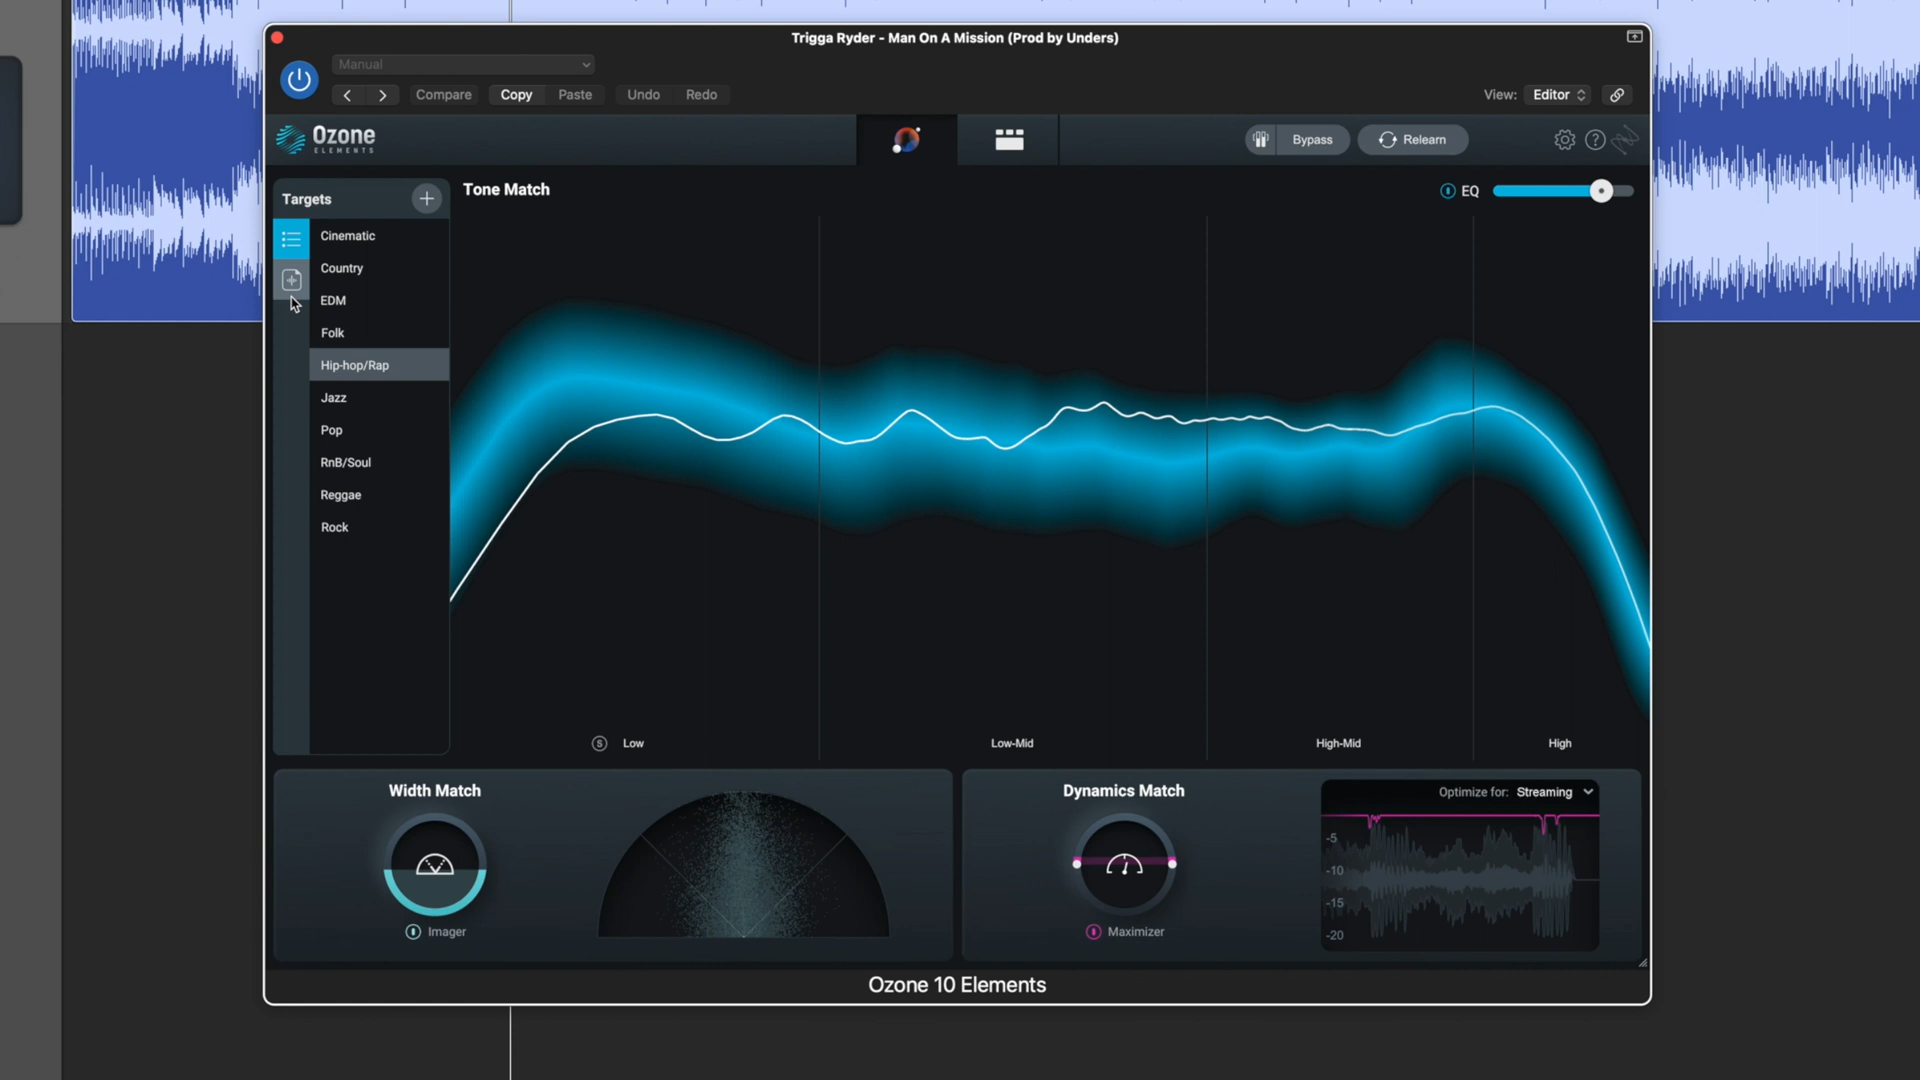 Trigga Ryder - Man On A Mission (Prod by Unders)
Manual
Compare
Copy
Paste
Undo
Redo
View: Editor
Ozone
ELEMENTS
Bypass
Relearn
?
Targets
Tone Match
EQ
Cinematic
Country
EDM
Folk
Hip-hop/Rap
Jazz
Pop
RnB/Soul
Reggae
Rock
S Low
Low-Mid
High-Mid
High
Width Match
Imager
Dynamics Match
Maximizer
Optimize for: Streaming
-5
-10
-15
-20
Ozone 10 Elements